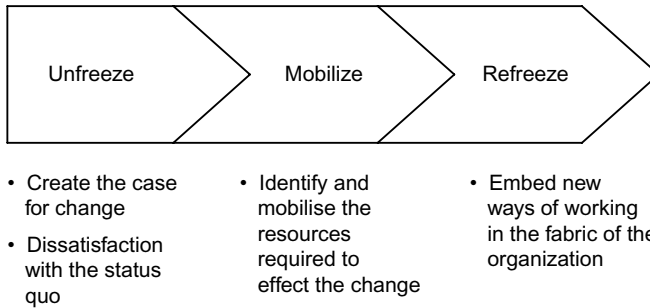 Unfreeze
Mobilize
Refreeze
• Create the case
for change
• Dissatisfaction
with the status
quo
• Identify and
mobilise the
resources
required to
effect the change
• Embed new
ways of working
in the fabric of the
organization